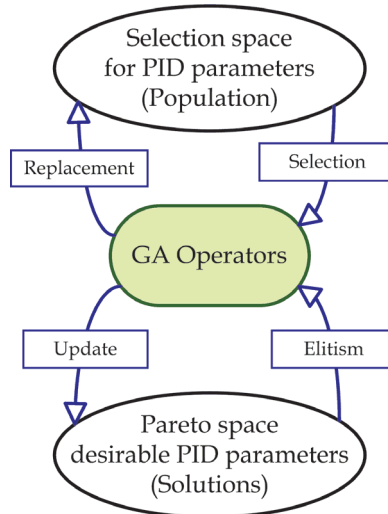 Selection space
for PID parameters
(Population)
Replacement
Selection
GA Operators
Update
Elitism
Pareto space
desirable PID parameters
(Solutions)